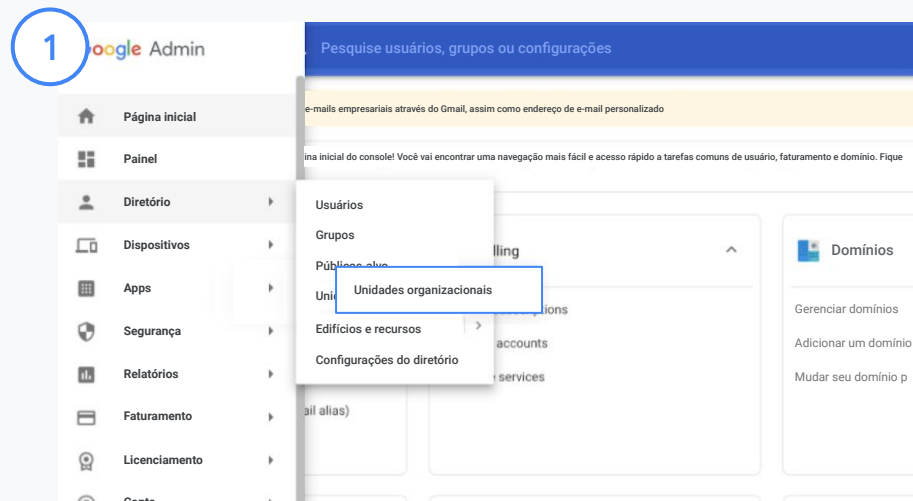 1
oogle Admin
Pesquise usuários, grupos ou configurações
e-mails empresariais através do Gmail, assim como endereço de e-mail personalizado
ina inicial do console! Você vai encontrar uma navegação mais fácil e acesso rápido a tarefas comuns de usuário, faturamento e domínio. Fique
Página inicial
Painel
Diretório
Dispositivos
Apps
Segurança
Relatórios
Faturamento
Licenciamento
Conta
Usuários
Grupos
Públicos-alvo
Unidades organizacionais
Edifícios e recursos
Configurações do diretório
lling
accounts
services
ail alias)
Domínios
Gerenciar domínios
Adicionar um domínio
Mudar seu domínio p